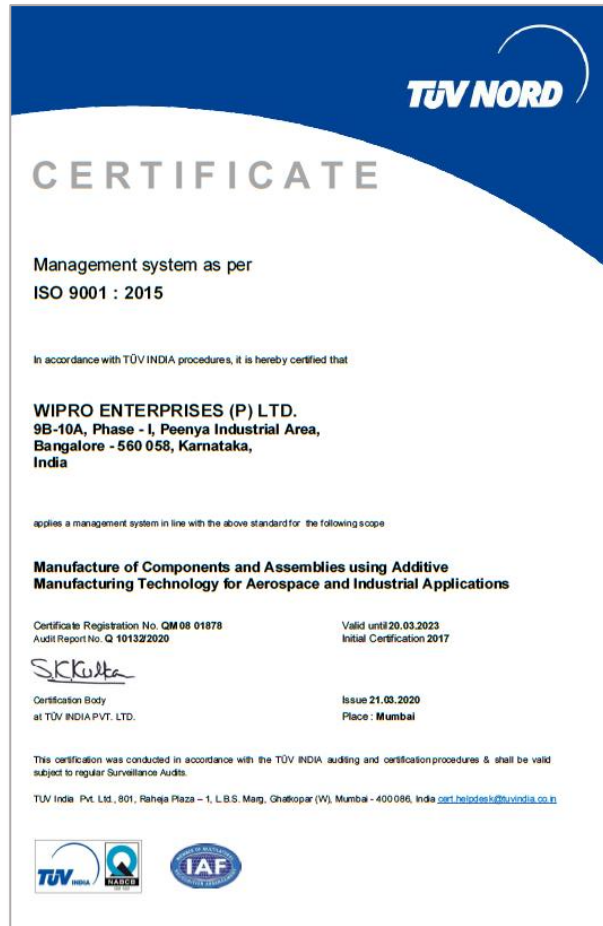 TÜV NORD
CERTIFICATE
Management system as per
ISO 9001 : 2015
In accordance with TÜV INDIA procedures, it is hereby certified that
WIPRO ENTERPRISES (P) LTD.
9B-10A, Phase - I, Peenya Industrial Area,
Bangalore - 560 058, Karnataka,
India
applies a management system in line with the above standard for the following scope
Manufacture of Components and Assemblies using Additive
Manufacturing Technology for Aerospace and Industrial Applications
Certificate Registration No. QM 08 01878
Audit Report No. Q 10132/2020
Valid until 20.03.2023
Initial Certification 2017
S.K.Kulka
Certification Body
at TÜV INDIA PVT. LTD.
Issue 21.03.2020
Place : Mumbai
This certification was conducted in accordance with the TÜV INDIA auditing and certification procedures & shall be valid
subject to regular Surveillance Audits.
TUV India Pvt. Ltd., 801, Raheja Plaza – 1, L.B.S. Marg, Ghatkopar (W), Mumbai - 400 086, India cert.helpdesk@tuvindia.co.in
TÜV INDIA
NABCB
IAF